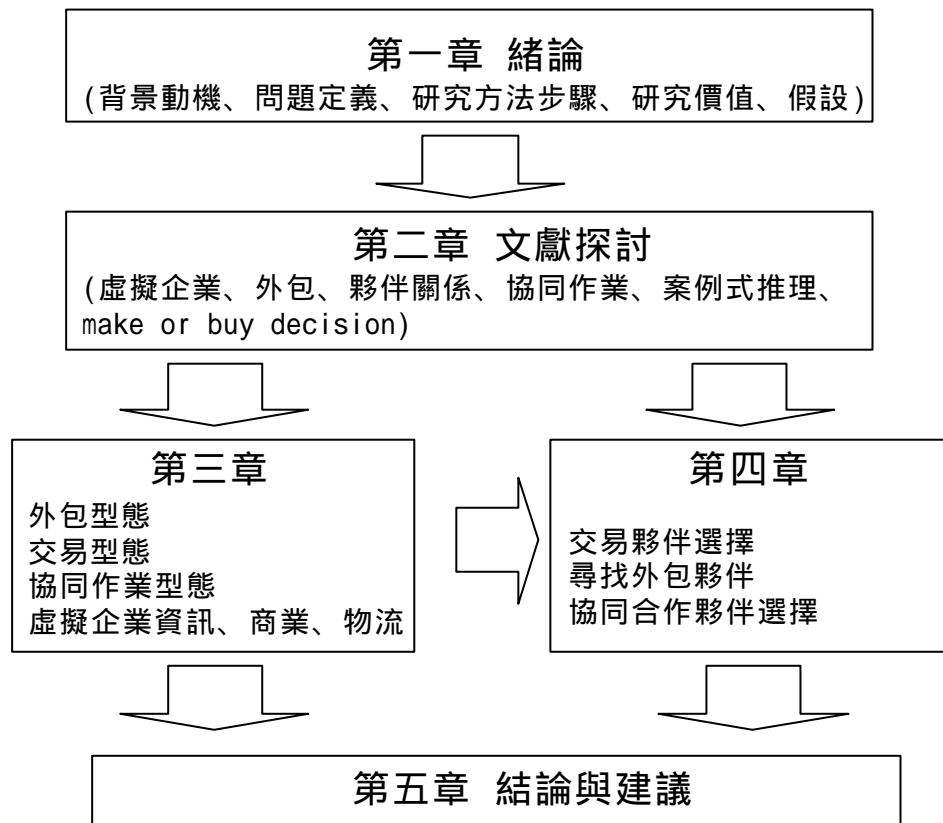 第一章 緒論
(背景動機、問題定義、研究方法步驟、研究價值、假設)
第二章 文獻探討
(虛擬企業、外包、夥伴關係、協同作業、案例式推理、
make or buy decision)
第三章
外包型態
交易型態
協同作業型態
虛擬企業資訊、商業、物流
第四章
交易夥伴選擇
尋找外包夥伴
協同合作夥伴選擇
第五章 結論與建議